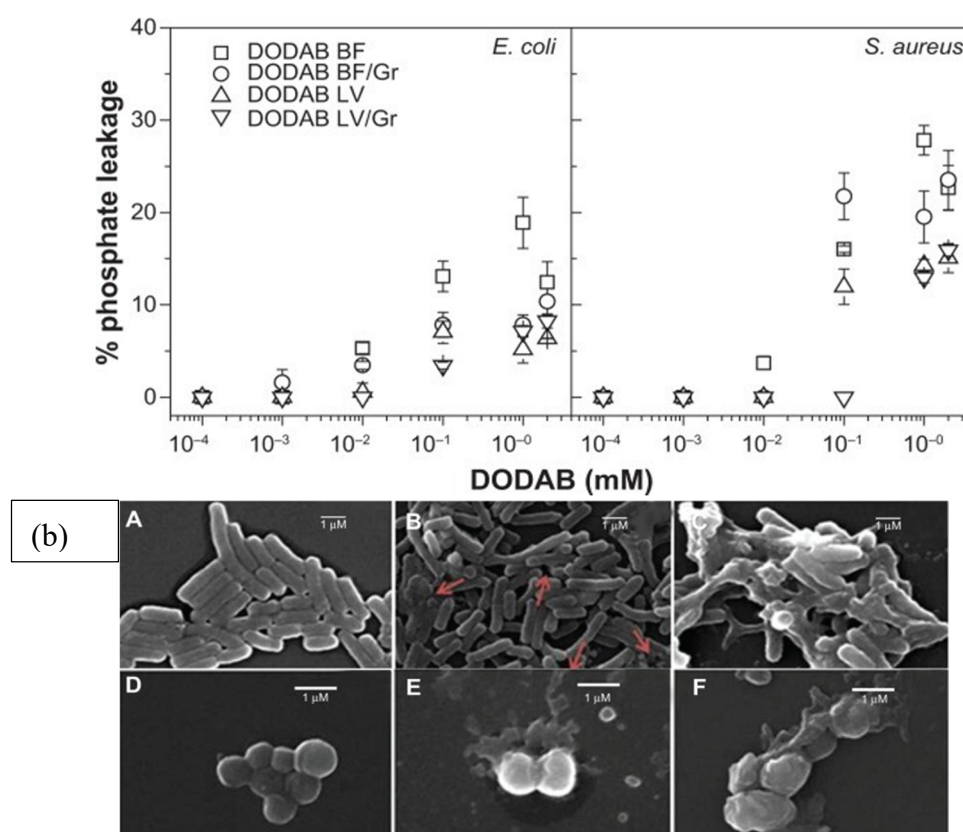 40
30
20
10
0
% phosphate leakage
E. coli
□ DODAB BF
○ DODAB BF/Gr
△ DODAB LV
▽ DODAB LV/Gr
S. aureus
10⁻⁴ 10⁻³ 10⁻² 10⁻¹ 10⁻⁰ 10⁻⁴ 10⁻³ 10⁻² 10⁻¹ 10⁻⁰
DODAB (mM)
(b)
A 1 μM
B 1 μM
C 1 μM
D 1 μM
E 1 μM
F 1 μM